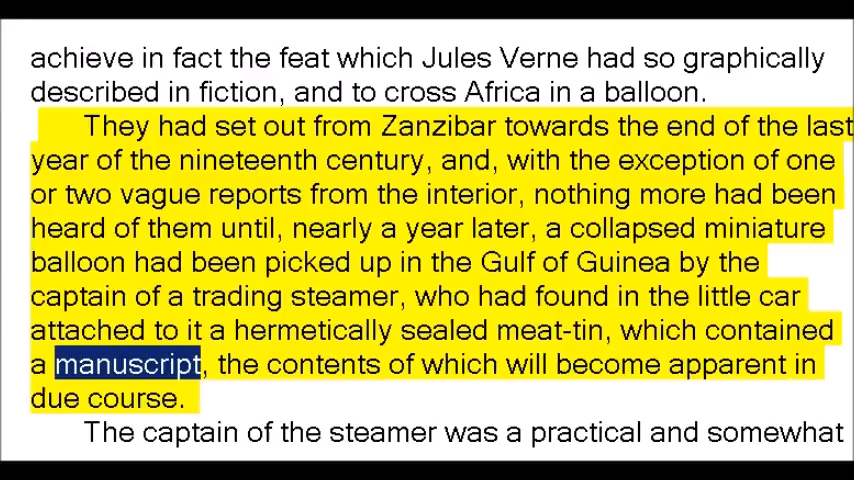 achieve in fact the feat which Jules Verne had so graphically
described in fiction, and to cross Africa in a balloon.
They had set out from Zanzibar towards the end of the last
year of the nineteenth century, and, with the exception of one
or two vague reports from the interior, nothing more had been
heard of them until, nearly a year later, a collapsed miniature
balloon had been picked up in the Gulf of Guinea by the
captain of a trading steamer, who had found in the little car
attached to it a hermetically sealed meat-tin, which contained
a manuscript, the contents of which will become apparent in
due course.
The captain of the steamer was a practical and somewhat